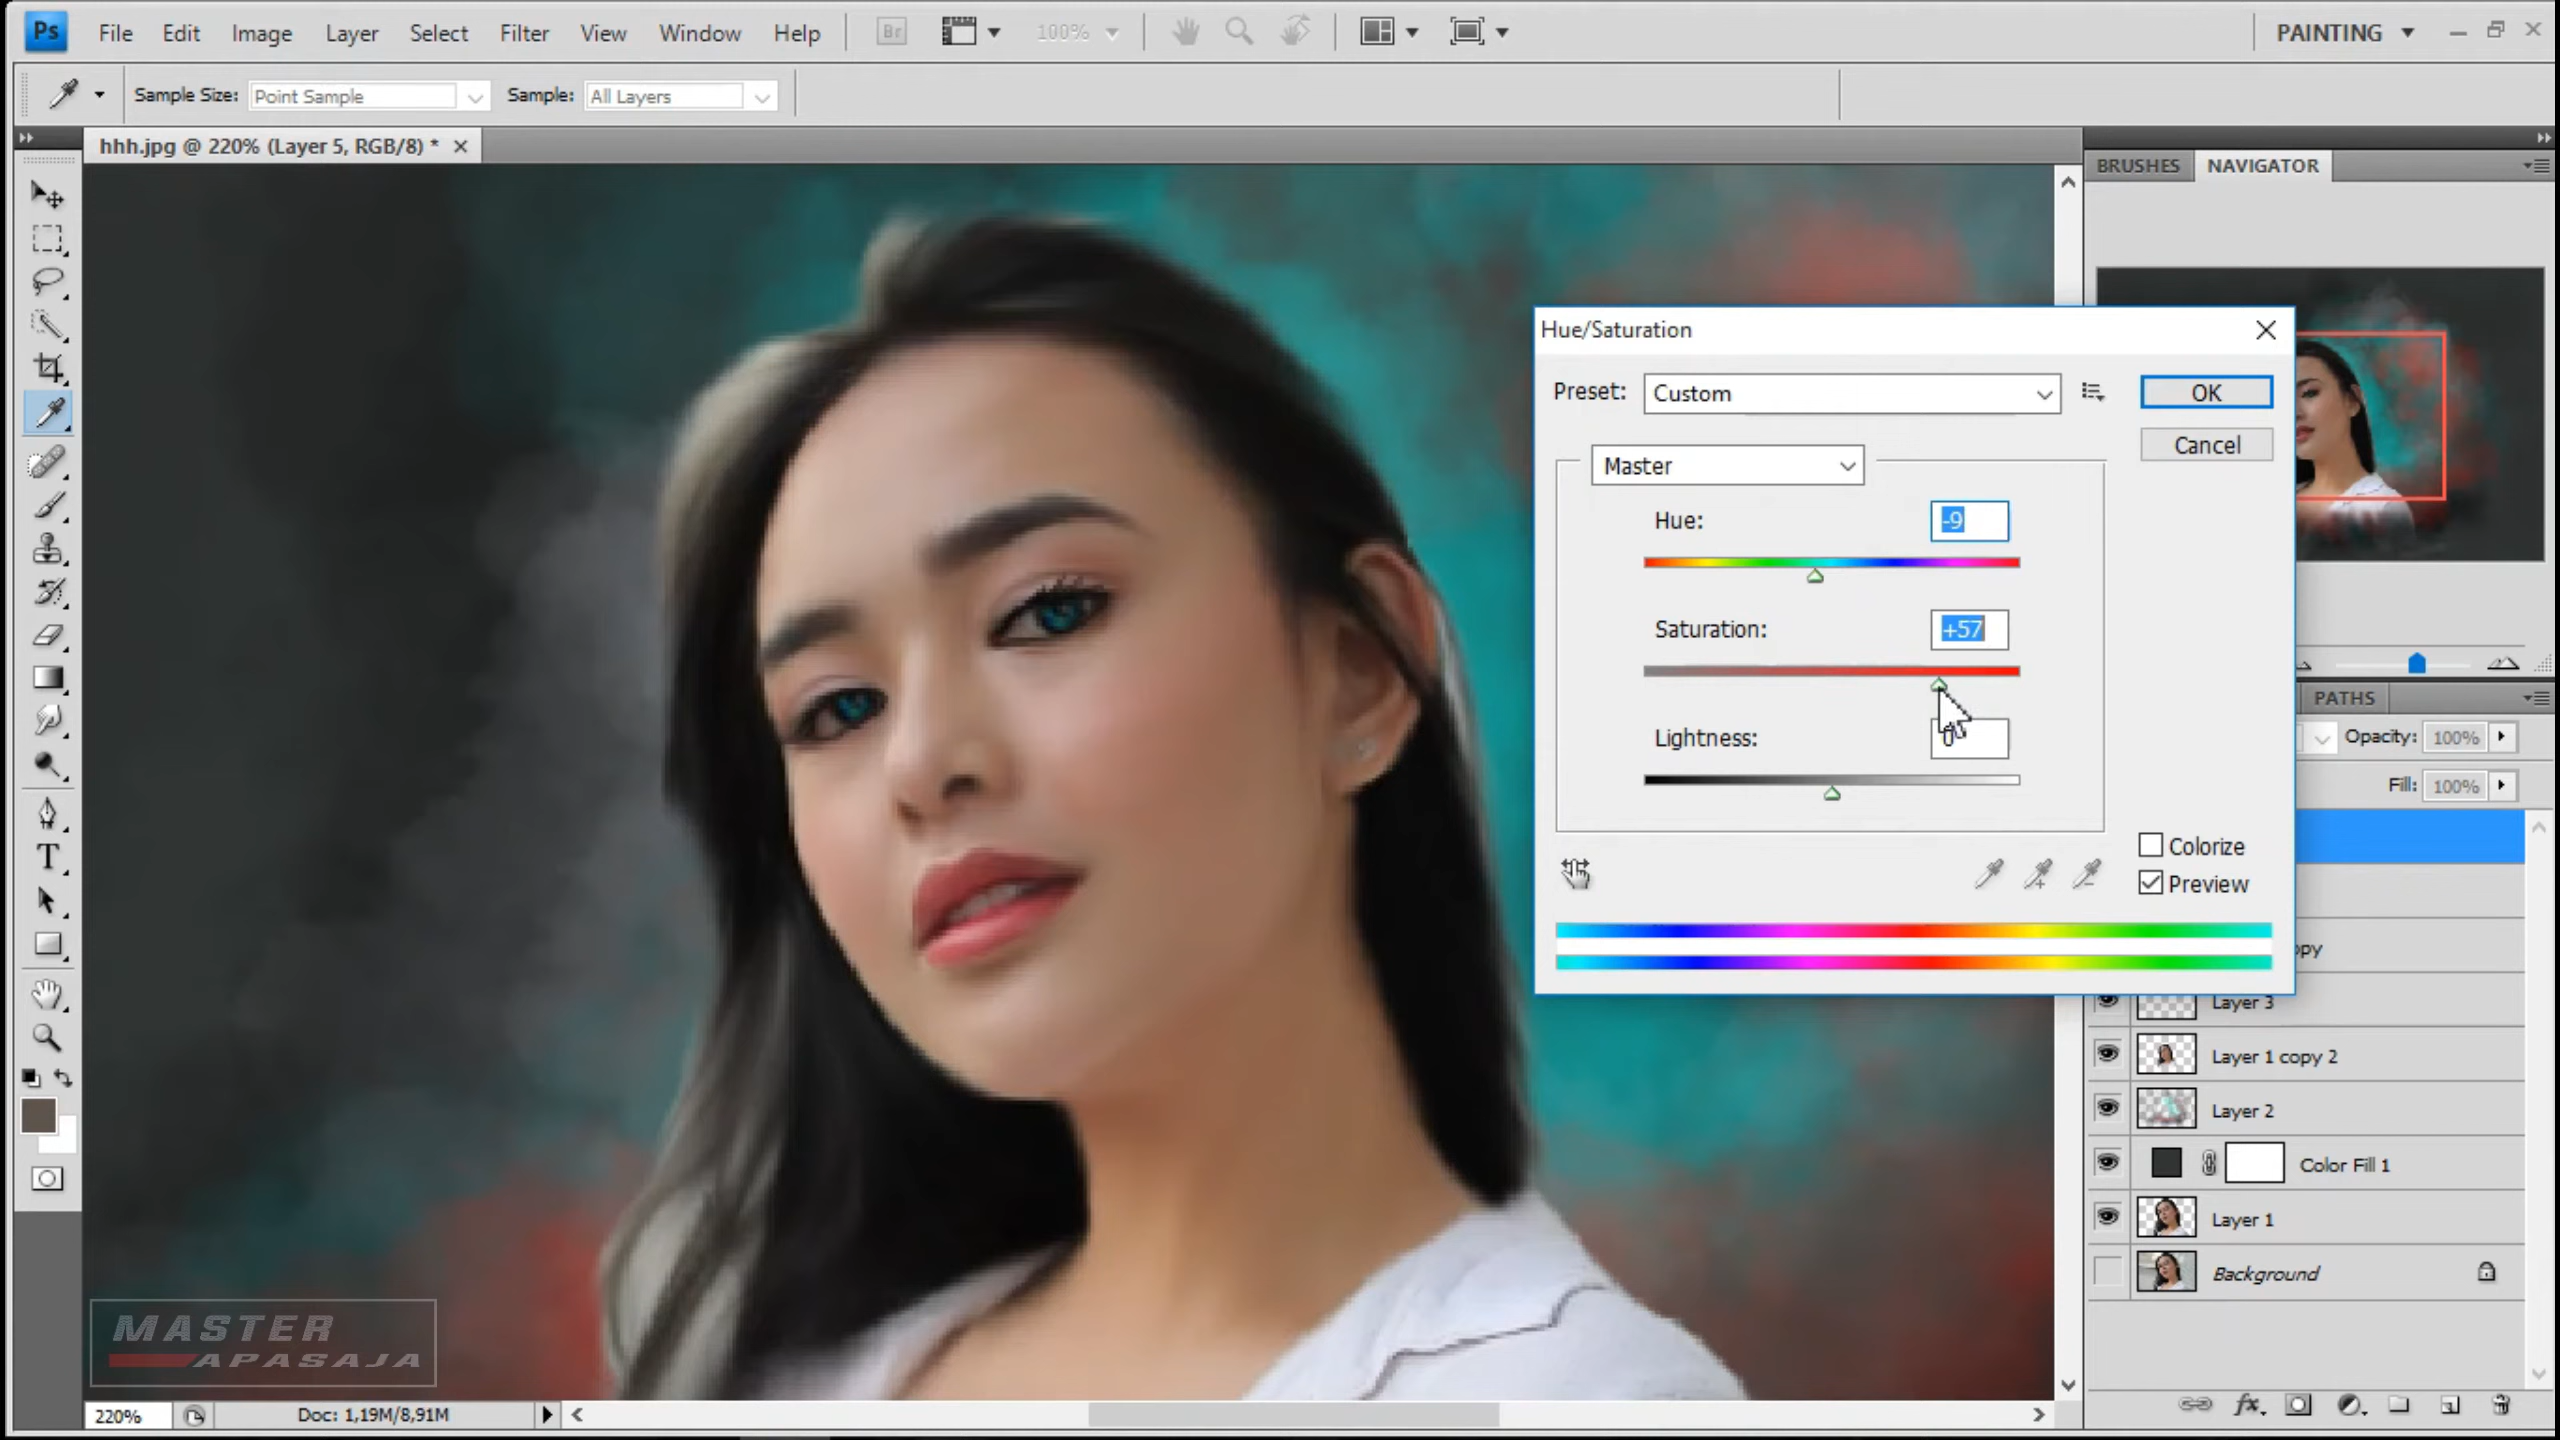 Ps File Edit Image Layer Select Filter View Window Help Br 100% PAINTING
Sample Size: Point Sample Sample: All Layers
hhh.jpg @ 220% (Layer 5, RGB/8) *
BRUSHES NAVIGATOR
Hue/Saturation
Preset: Custom OK
Cancel
Master
Hue: -9
Saturation: +57
PATHS
Lightness: 0
Opacity: 100%
Fill: 100%
Colorize
Preview
opy
Layer 3
Layer 1 copy 2
Layer 2
Color Fill 1
Layer 1
Background
MASTER
APASAJA
220% Doc: 1,19M/8,91M
fx